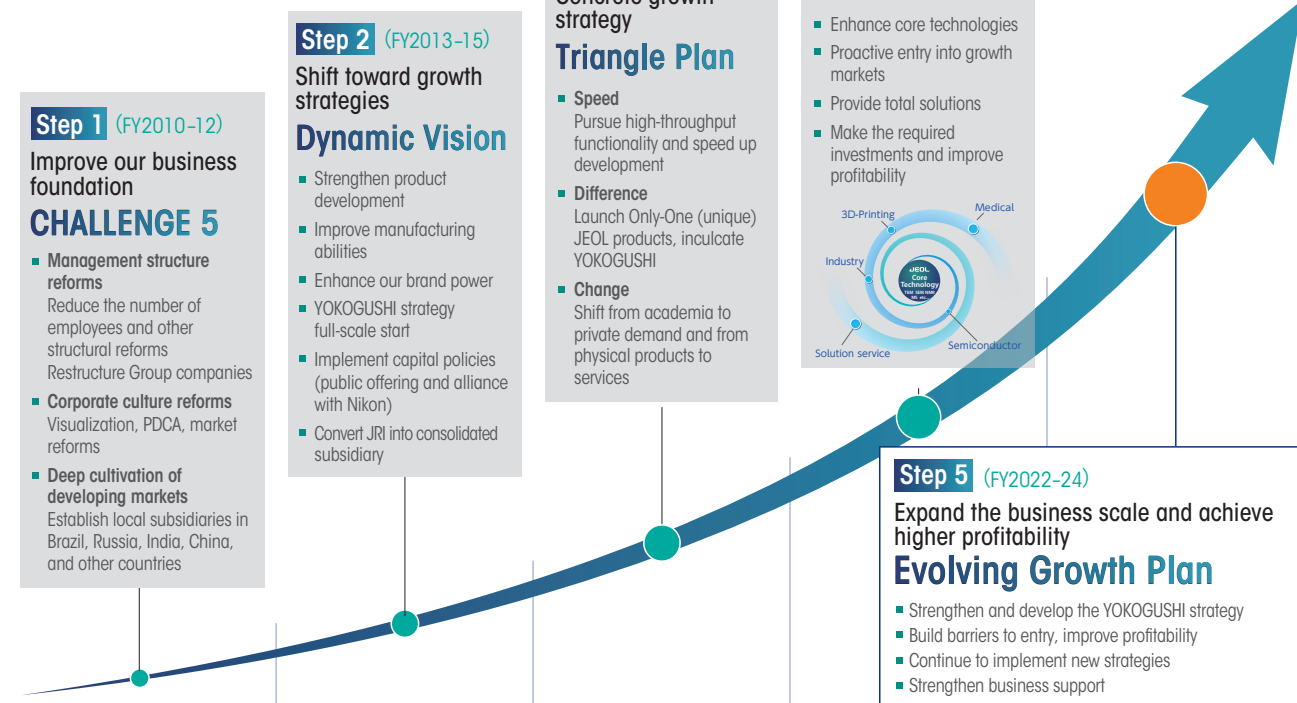 Step 1 (FY2010-12)
Improve our business
foundation
CHALLENGE 5
Management structure
reforms
Reduce the number of
employees and other
structural reforms
Restructure Group companies
Corporate culture reforms
Visualization, PDCA, market
reforms
Deep cultivation of
developing markets
Establish local subsidiaries in
Brazil, Russia, India, China,
and other countries
Step 2 (FY2013-15)
Shift toward growth
strategies
Dynamic Vision
Strengthen product
development
Improve manufacturing
abilities
Enhance our brand power
YOKOGUSHI strategy
full-scale start
Implement capital policies
(public offering and alliance
with Nikon)
Convert JRI into consolidated
subsidiary
Concrete growth
strategy
Triangle Plan
Speed
Pursue high-throughput
functionality and speed up
development
Difference
Launch Only-One (unique)
JEOL products, inculcate
YOKOGUSHI
Change
Shift from academia to
private demand and from
physical products to
services
Enhance core technologies
Proactive entry into growth
markets
Provide total solutions
Make the required
investments and improve
profitability
3D-Printing
Medical
Industry
JEOL
Core
Technology
TEM SEM NMR
MS etc...
Solution service
Semiconductor
Step 5 (FY2022-24)
Expand the business scale and achieve
higher profitability
Evolving Growth Plan
Strengthen and develop the YOKOGUSHI strategy
Build barriers to entry, improve profitability
Continue to implement new strategies
Strengthen business support